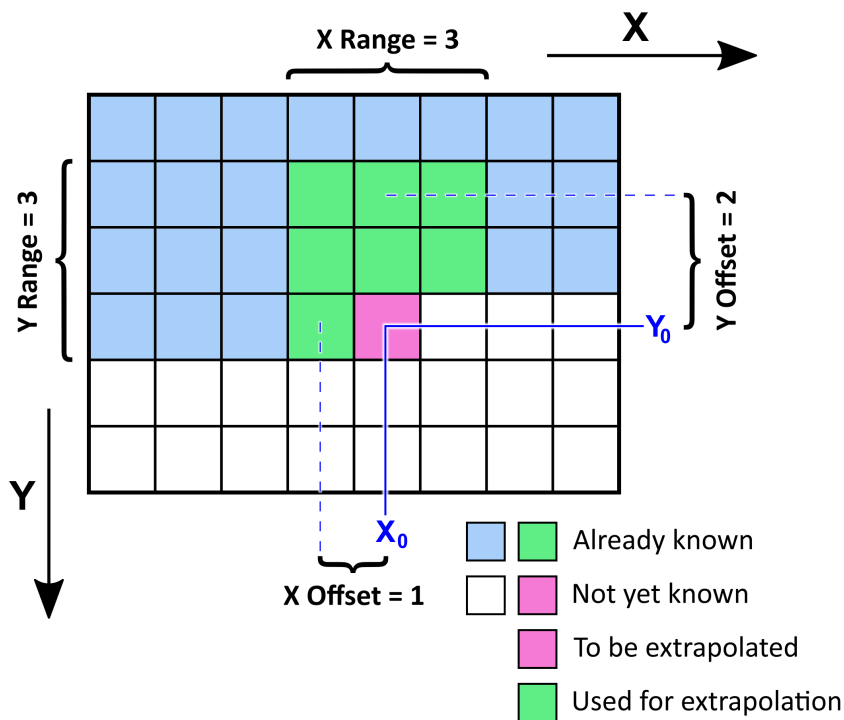 X Range = 3
X
Y Range = 3
Y Offset = 2
Y₀
Y
X₀
X Offset = 1
Already known
Not yet known
To be extrapolated
Used for extrapolation